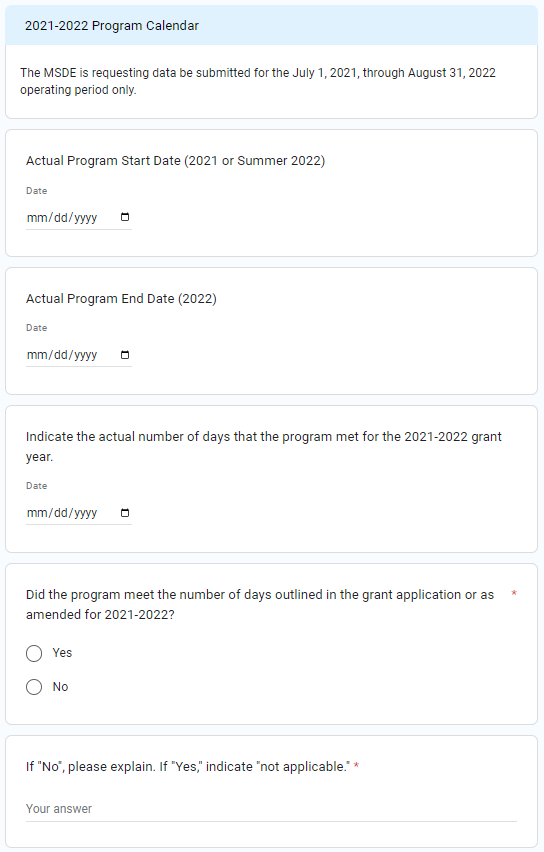 2021-2022 Program Calendar
The MSDE is requesting data be submitted for the July 1, 2021, through August 31, 2022
operating period only.
Actual Program Start Date (2021 or Summer 2022)
Date
mm/dd/yyyy
Actual Program End Date (2022)
Date
mm/dd/yyyy
Indicate the actual number of days that the program met for the 2021-2022 grant
year.
Date
mm/dd/yyyy
Did the program meet the number of days outlined in the grant application or as *
amended for 2021-2022?
Yes
No
If "No", please explain. If "Yes," indicate "not applicable." *
Your answer